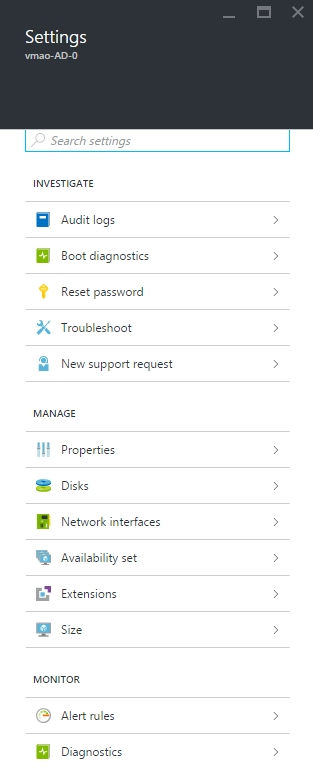 Settings
vmao-AD-0
Search settings
INVESTIGATE
Audit logs
Boot diagnostics
Reset password
Troubleshoot
New support request
MANAGE
Properties
Disks
Network interfaces
Availability set
Extensions
Size
MONITOR
Alert rules
Diagnostics